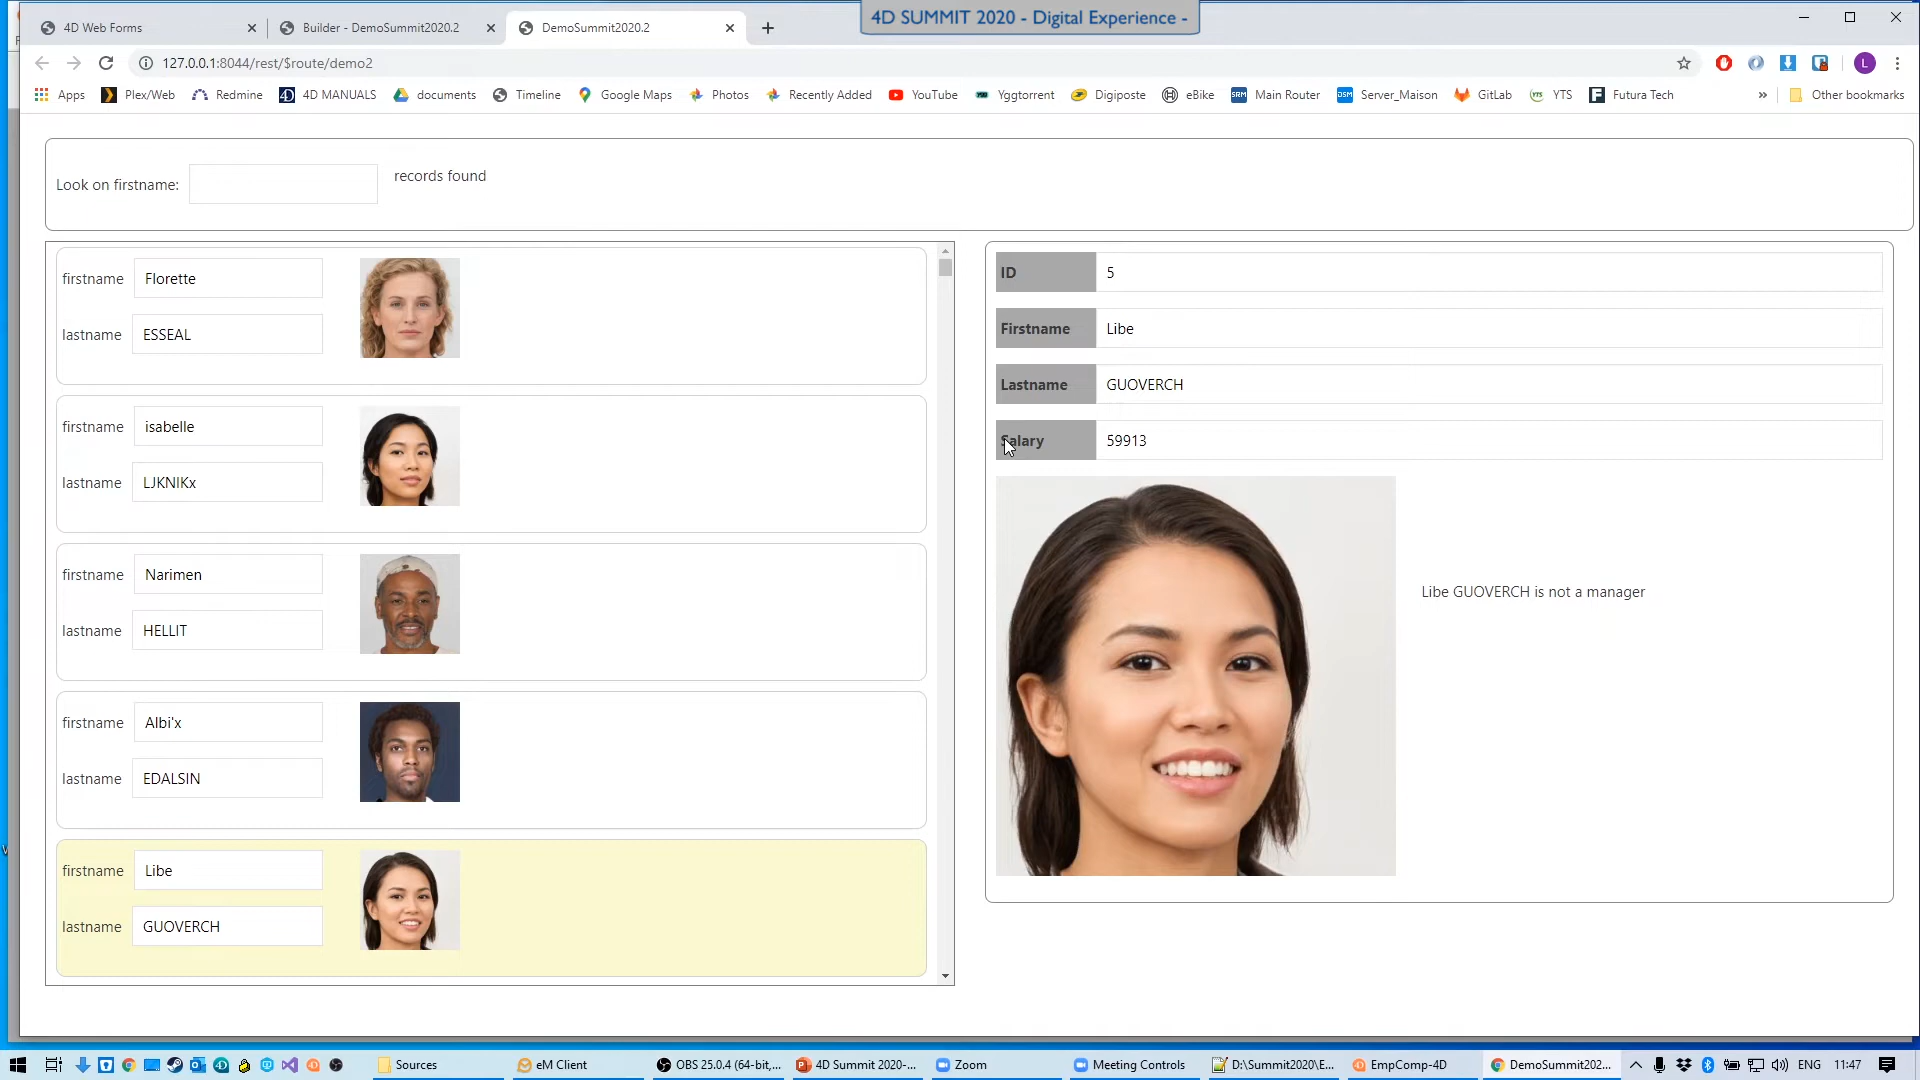 4D SUMMIT 2020 - Digital Experience -
4D Web Forms
Builder - DemoSummit2020.2
DemoSummit2020.2
127.0.0.1:8044/rest/$route/demo2
L
Apps
Plex/Web
Redmine
4D MANUALS
documents
Timeline
Google Maps
Photos
Recently Added
YouTube
Yggtorrent
Digiposte
eBike
Main Router
Server_Maison
GitLab
YTS
Futura Tech
»
Other bookmarks
Look on firstname:
records found
firstname Florette
lastname ESSEAL
firstname isabelle
lastname LJKNIKx
firstname Narimen
lastname HELLIT
firstname Albi'x
lastname EDALSIN
firstname Libe
lastname GUOVERCH
ID 5
Firstname Libe
Lastname GUOVERCH
Salary 59913
Libe GUOVERCH is not a manager
Sources
eM Client
OBS 25.0.4 (64-bit,...
4D Summit 2020-...
Zoom
Meeting Controls
D:\Summit2020\E...
EmpComp-4D
DemoSummit202...
ENG
11:47